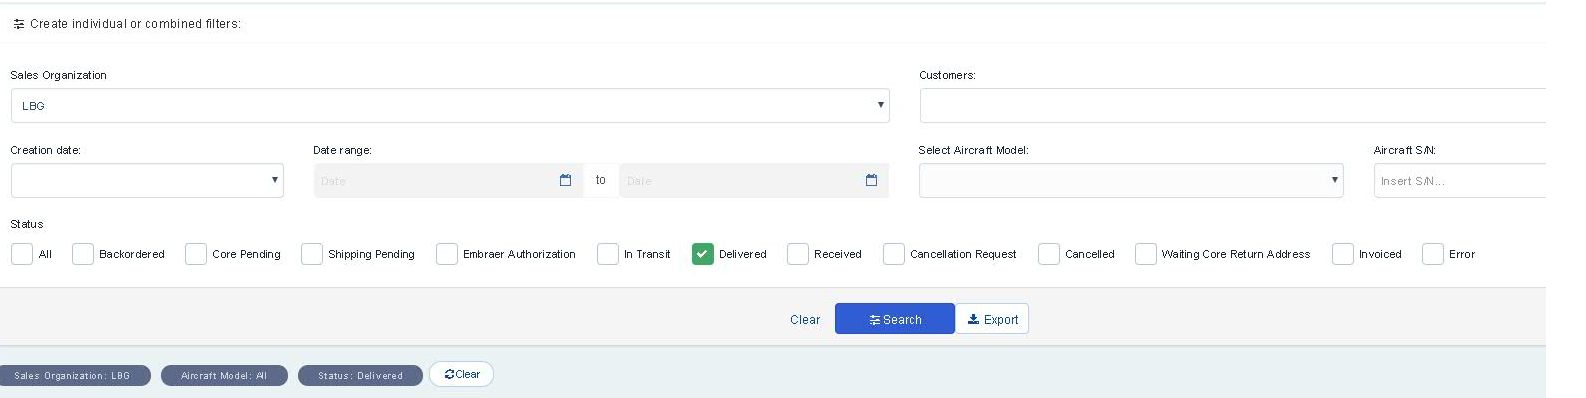 Create individual or combined filters:
Sales Organization Customers:
LBG
Creation date: Date range: Select Aircraft Model: Aircraft S/N:
Date to Date Insert S/N...
Status
All Backordered Core Pending Shipping Pending Embraer Authorization In Transit Delivered Received Cancellation Request Cancelled Waiting Core Return Address Invoiced Error
Clear Search Export
Sales Organization: LBG Aircraft Model: All Status: Delivered Clear